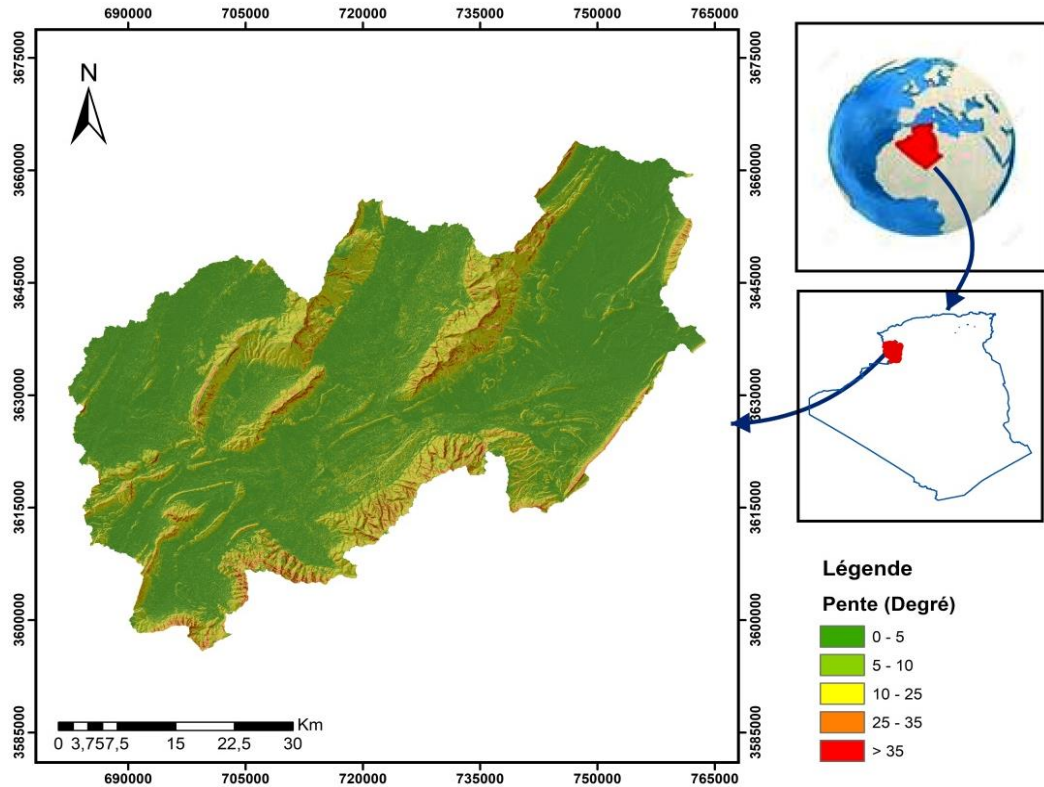 690000 705000 720000 735000 750000 765000
3675000 3675000
N
3660000 3660000
3645000 3645000
3630000 3630000
3615000 3615000
3600000 3600000
3585000 3585000
Km
0 3,757,5 15 22,5 30
690000 705000 720000 735000 750000 765000
Légende
Pente (Degré)
0 - 5
5 - 10
10 - 25
25 - 35
> 35